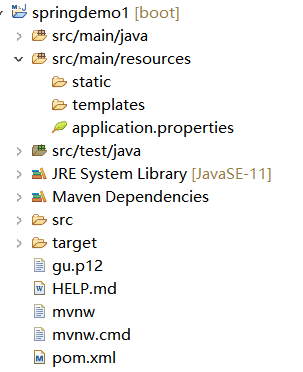 springdemo1 [boot]
src/main/java
src/main/resources
static
templates
application.properties
src/test/java
JRE System Library [JavaSE-11]
Maven Dependencies
src
target
gu.p12
HELP.md
mvnw
mvnw.cmd
pom.xml